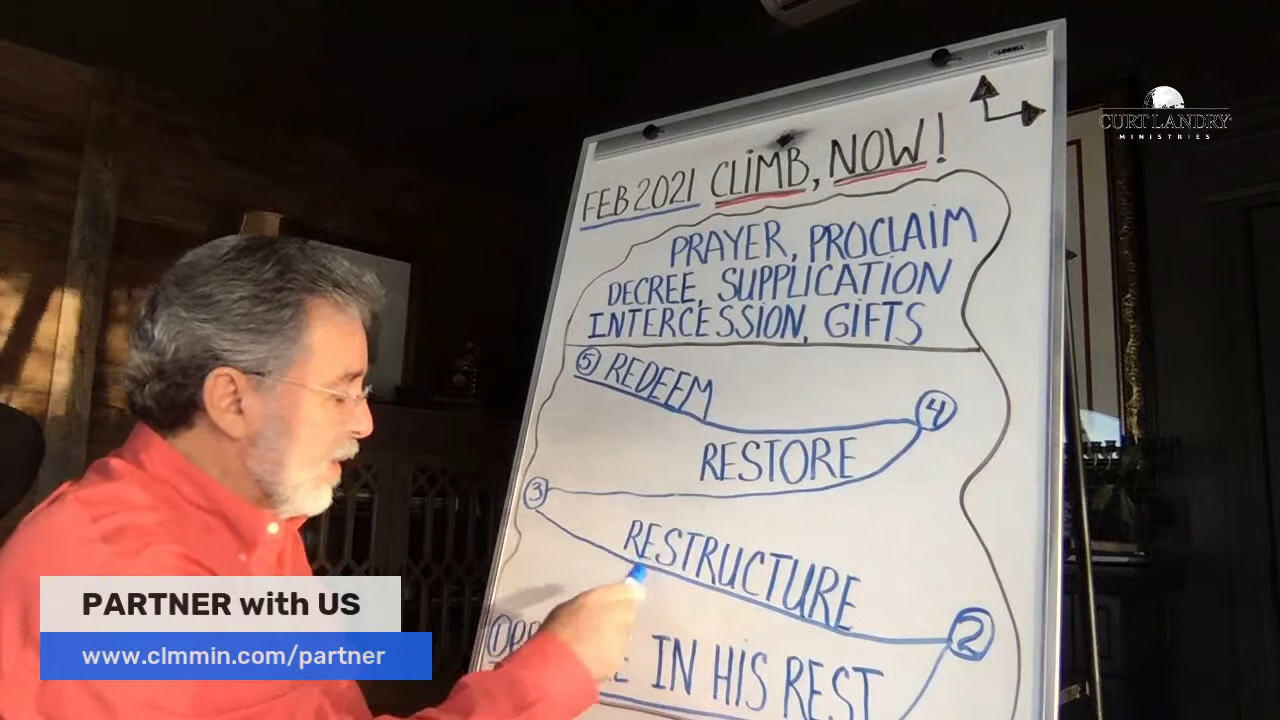 CURT LANDRY
MINISTRIES
FEB 2021 CLIMB, NOW!
PRAYER, PROCLAIM
DECREE, SUPPLICATION
INTERCESSION, GIFTS
5 REDEEM
4
RESTORE
3
RESTRUCTURE
2
IN HIS REST
PARTNER with US
www.clmmin.com/partner